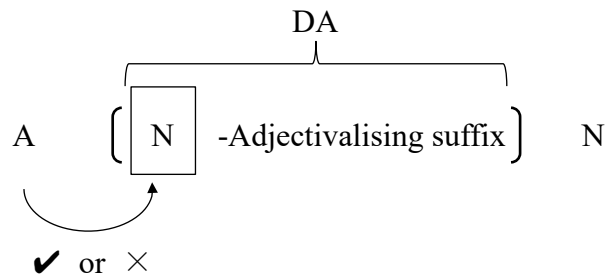 DA
A [ N -Adjectivalising suffix ] N
✔ or ×